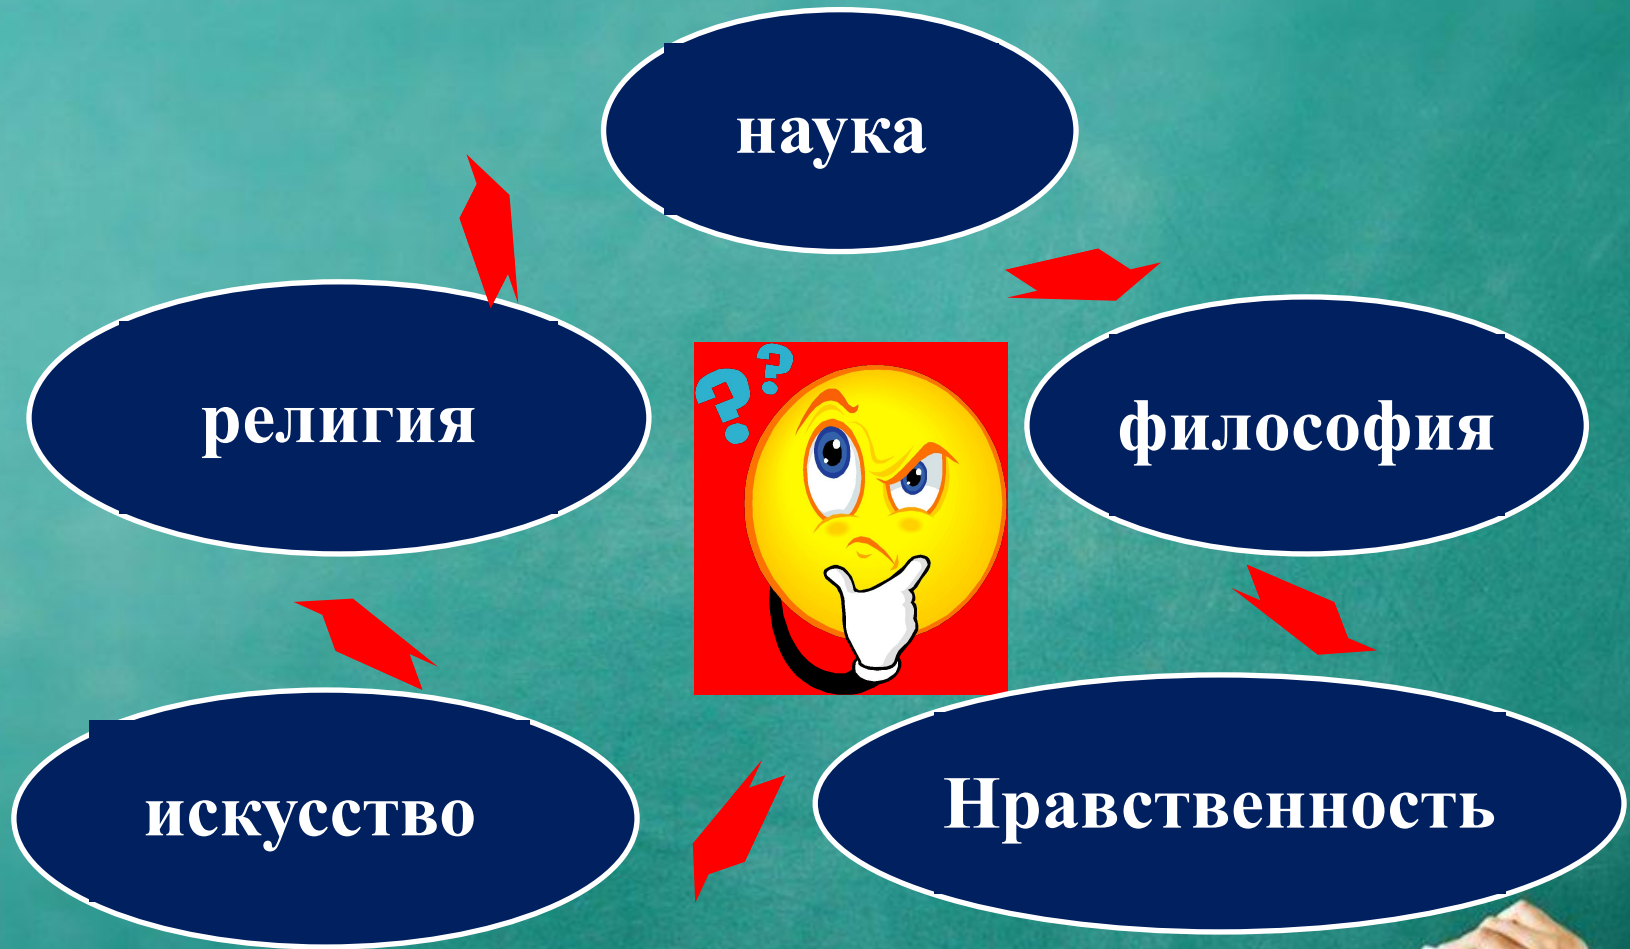 наука
религия
философия
искусство
Нравственность
??